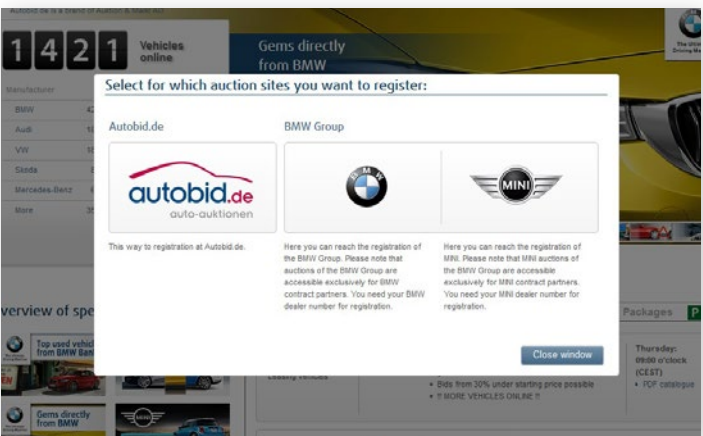 Autobid.de is a brand of Auktion & Markt AG
1421
Vehicles
online
Gems directly
from BMW
Manufacturer
BMW
Audi
VW
Skoda
Mercedes-Benz
More
Select for which auction sites you want to register:
Autobid.de
BMW Group
autobid.de
auto-auktionen
BMW
MINI
This way to registration at Autobid.de.
Here you can reach the registration of
the BMW Group. Please note that
auctions of the BMW Group are
accessible exclusively for BMW
contract partners. You need your BMW
dealer number for registration.
Here you can reach the registration of
MINI. Please note that MINI auctions of
the BMW Group are accessible
exclusively for MINI contract partners.
You need your MINI dealer number for
registration.
Close window
verview of spe
Top used vehicl
from BMW Bank
Gems directly
from BMW
MINI
Packages
P
Leasing vehicles
• Bids from 30% under starting price possible
• !! MORE VEHICLES ONLINE !!
Thursday:
09:00 o'clock
(CEST)
• PDF catalogue